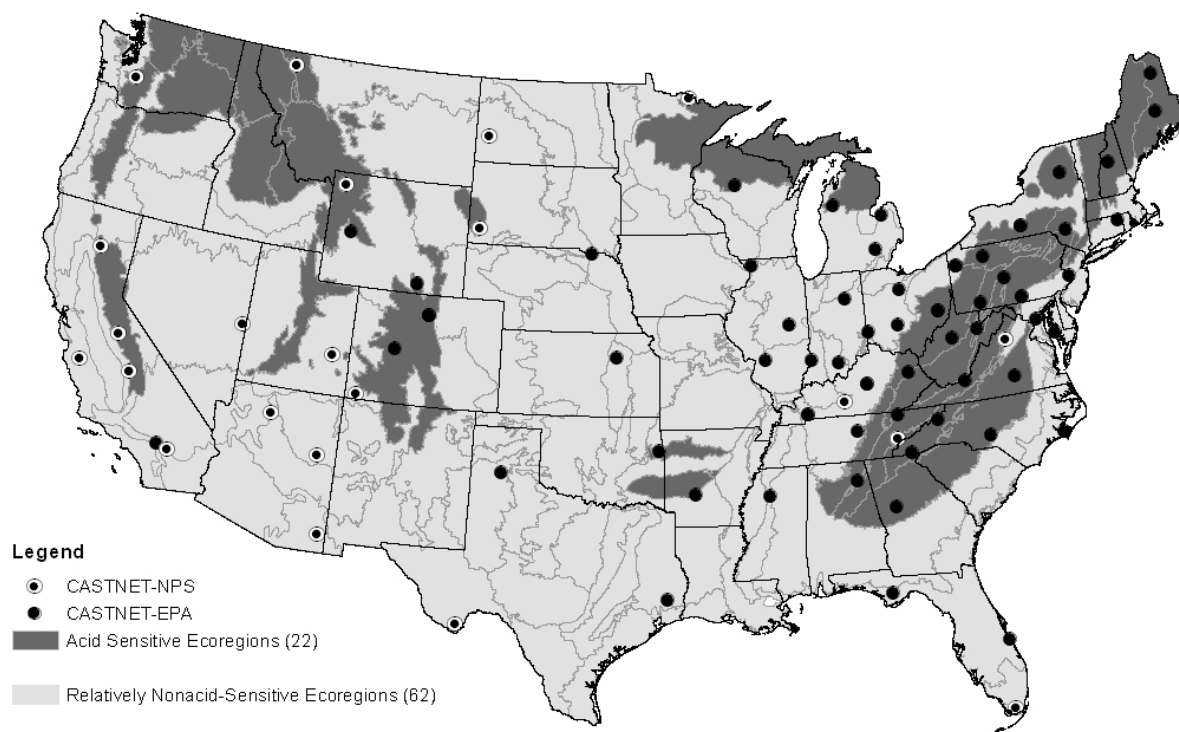 Legend
CASTNET-NPS
CASTNET-EPA
Acid Sensitive Ecoregions (22)
Relatively Nonacid-Sensitive Ecoregions (62)